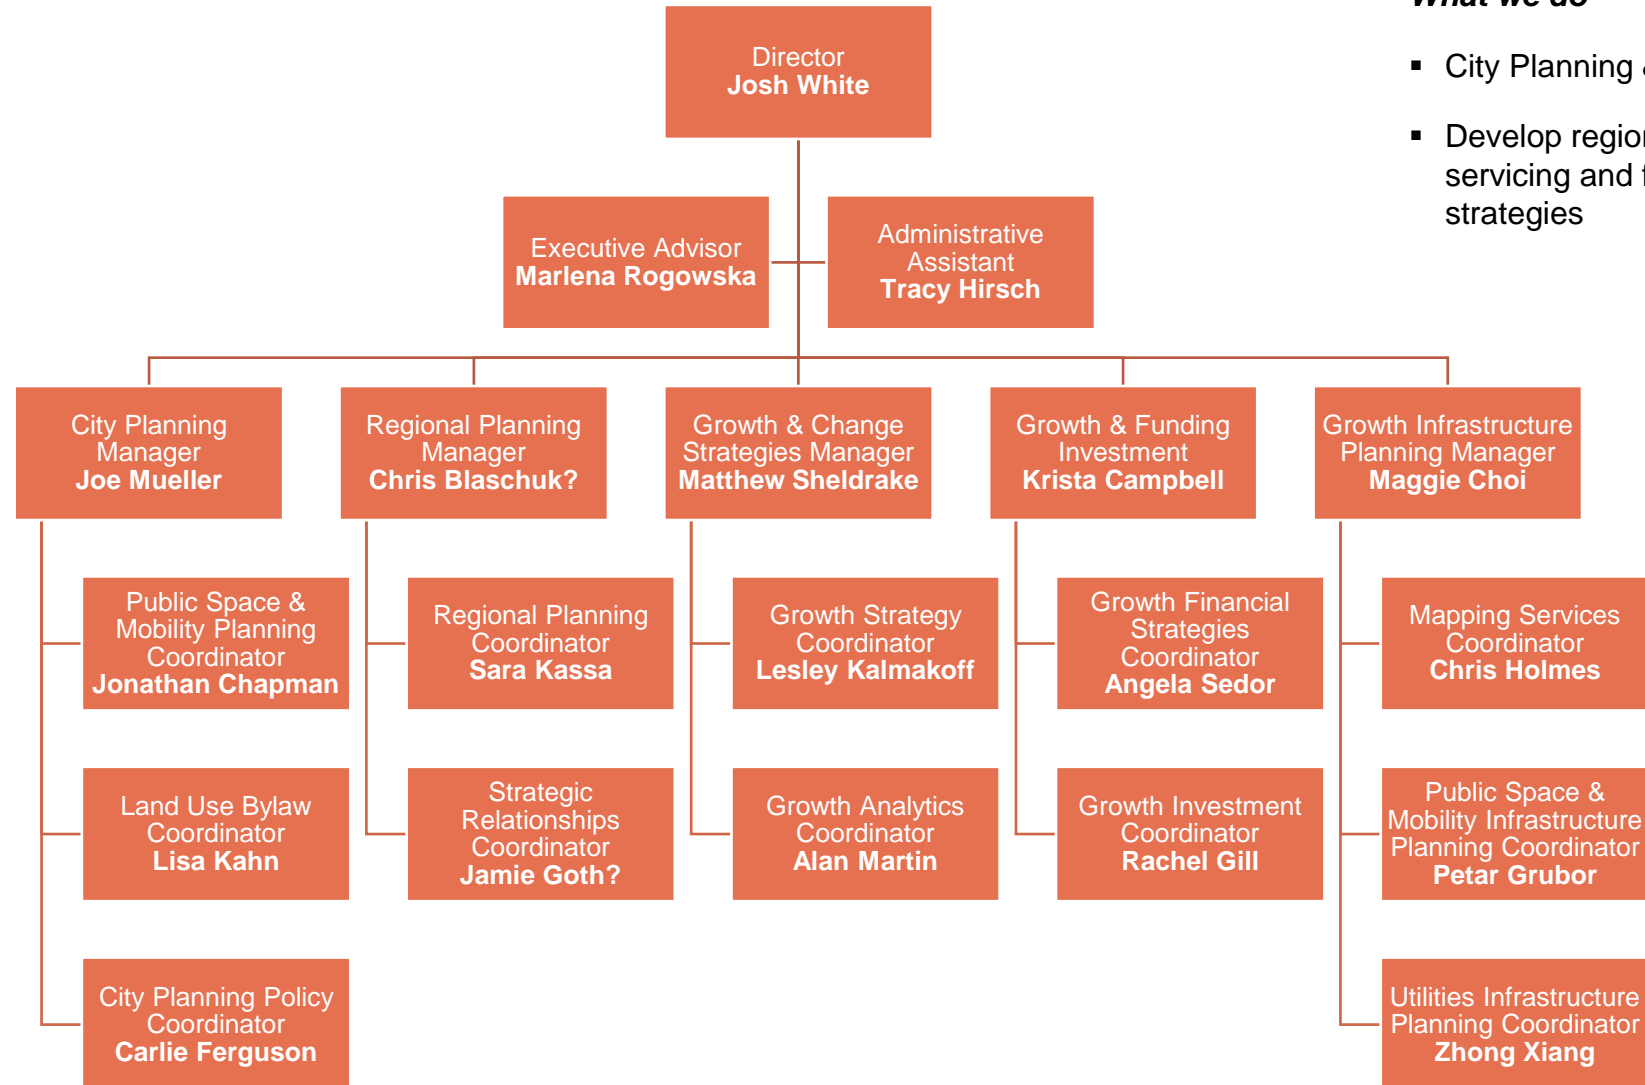 What we do
▪ City Planning &
▪ Develop region
servicing and f
strategies
Director
Josh White
Executive Advisor
Marlena Rogowska
Administrative
Assistant
Tracy Hirsch
City Planning
Manager
Joe Mueller
Regional Planning
Manager
Chris Blaschuk?
Growth & Change
Strategies Manager
Matthew Sheldrake
Growth & Funding
Investment
Krista Campbell
Growth Infrastructure
Planning Manager
Maggie Choi
Public Space &
Mobility Planning
Coordinator
Jonathan Chapman
Regional Planning
Coordinator
Sara Kassa
Growth Strategy
Coordinator
Lesley Kalmakoff
Growth Financial
Strategies
Coordinator
Angela Sedor
Mapping Services
Coordinator
Chris Holmes
Land Use Bylaw
Coordinator
Lisa Kahn
Strategic
Relationships
Coordinator
Jamie Goth?
Growth Analytics
Coordinator
Alan Martin
Growth Investment
Coordinator
Rachel Gill
Public Space &
Mobility Infrastructure
Planning Coordinator
Petar Grubor
City Planning Policy
Coordinator
Carlie Ferguson
Utilities Infrastructure
Planning Coordinator
Zhong Xiang